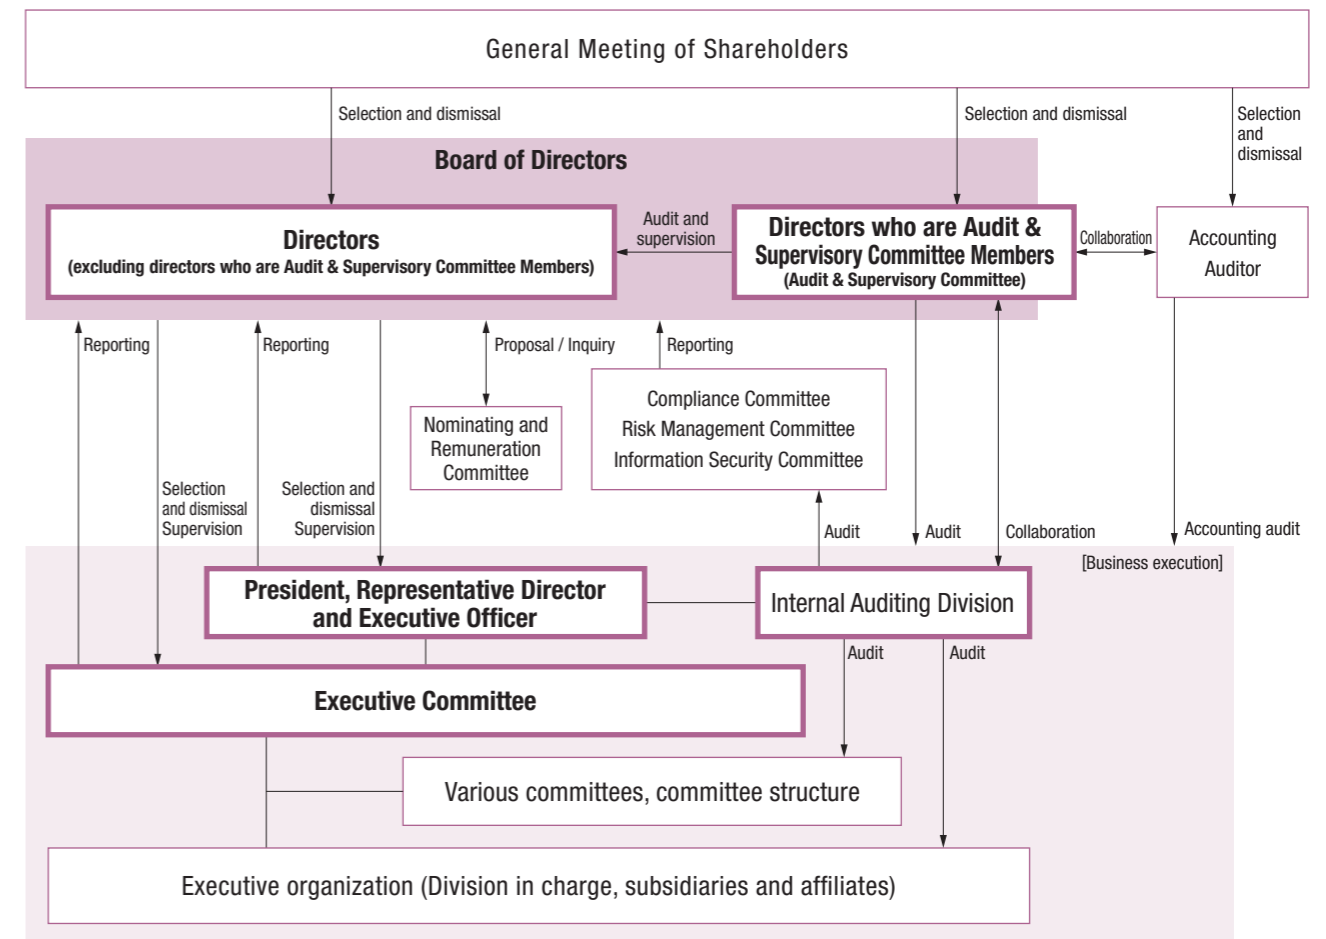 General Meeting of Shareholders
Selection and dismissal
Selection and dismissal
Selection
and
dismissal
Board of Directors
Directors
(excluding directors who are Audit & Supervisory Committee Members)
Audit and
supervision
Directors who are Audit &
Supervisory Committee Members
(Audit & Supervisory Committee)
Collaboration
Accounting
Auditor
Reporting
Reporting
Proposal / Inquiry
Reporting
Nominating and
Remuneration
Committee
Compliance Committee
Risk Management Committee
Information Security Committee
Selection
and dismissal
Supervision
Selection and
dismissal
Supervision
Audit
Audit
Collaboration
Accounting audit
[Business execution]
President, Representative Director
and Executive Officer
Internal Auditing Division
Audit
Audit
Executive Committee
Various committees, committee structure
Executive organization (Division in charge, subsidiaries and affiliates)